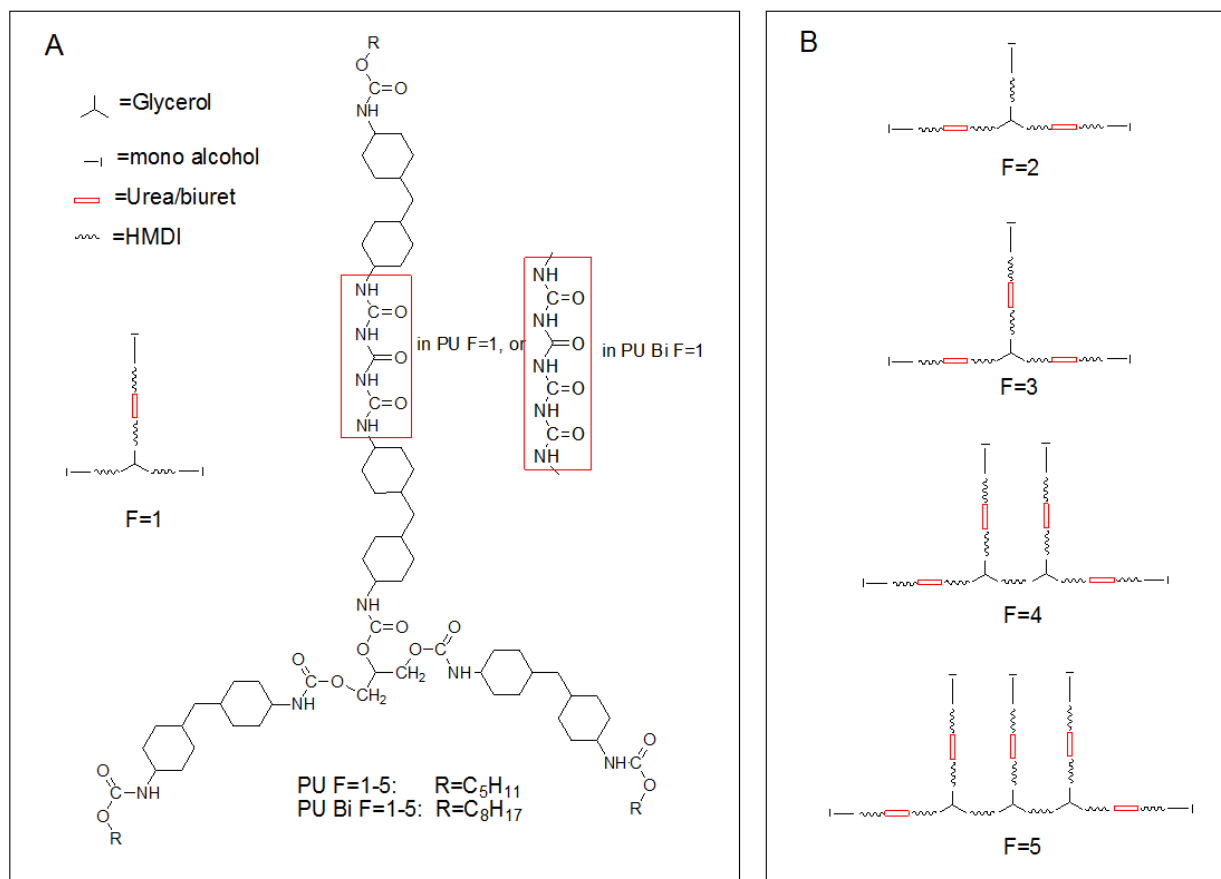 A
=Glycerol
=mono alcohol
=Urea/biuret
=HMDI
F=1
R
O
C=O
NH
NH
C=O
NH
C=O
NH
C=O
NH
in PU F=1, or
NH
C=O
NH
C=O
NH
C=O
NH
C=O
NH
in PU Bi F=1
NH
C=O
O
O
C
O
NH
CH2
CH2
O
C
O
NH
O
C
NH
O
R
NH
C
O
O
R
PU F=1-5: R=C5H11
PU Bi F=1-5: R=C8H17
B
F=2
F=3
F=4
F=5